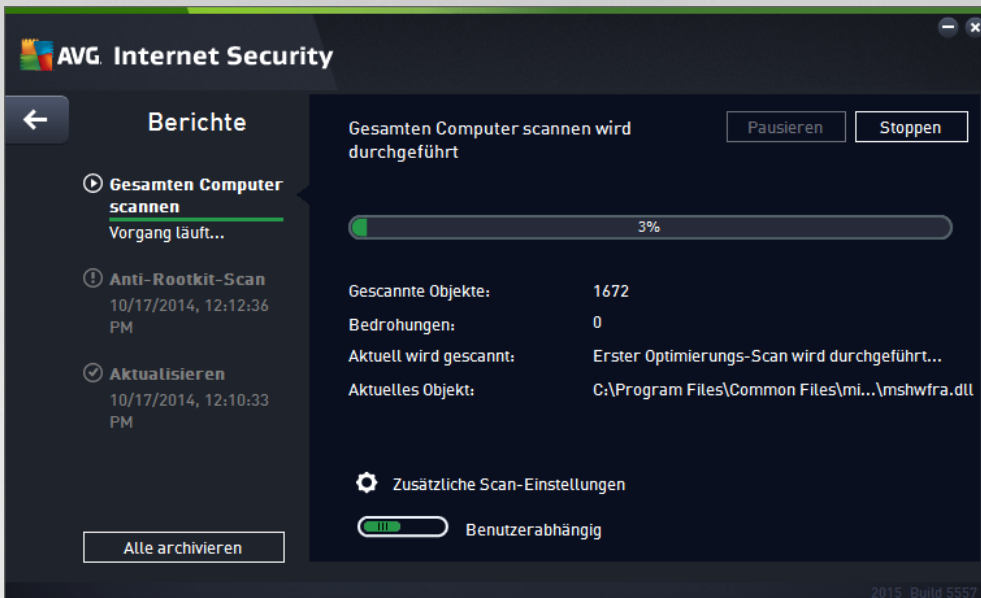 AVG Internet Security
Berichte
Gesamten Computer
scannen
Vorgang läuft...
Anti-Rootkit-Scan
10/17/2014, 12:12:36
PM
Aktualisieren
10/17/2014, 12:10:33
PM
Alle archivieren
Gesamten Computer scannen wird
durchgeführt
Pausieren
Stoppen
3%
Gescannte Objekte: 1672
Bedrohungen: 0
Aktuell wird gescannt: Erster Optimierungs-Scan wird durchgeführt...
Aktuelles Objekt: C:\Program Files\Common Files\mi...\mshwfra.dll
Zusätzliche Scan-Einstellungen
Benutzerabhängig
2015 Build 5557